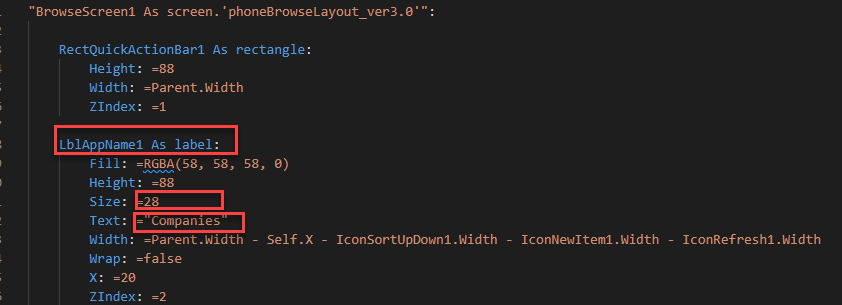 "BrowseScreen1 As screen.'phoneBrowseLayout_ver3.0'":
RectQuickActionBar1 As rectangle:
Height: =88
Width: =Parent.Width
ZIndex: =1
LblAppName1 As label:
Fill: =RGBA(58, 58, 58, 0)
Height: =88
Size: =28
Text: ="Companies"
Width: =Parent.Width - Self.X - IconSortUpDown1.Width - IconNewItem1.Width - IconRefresh1.Width
Wrap: =false
X: =20
ZIndex: =2